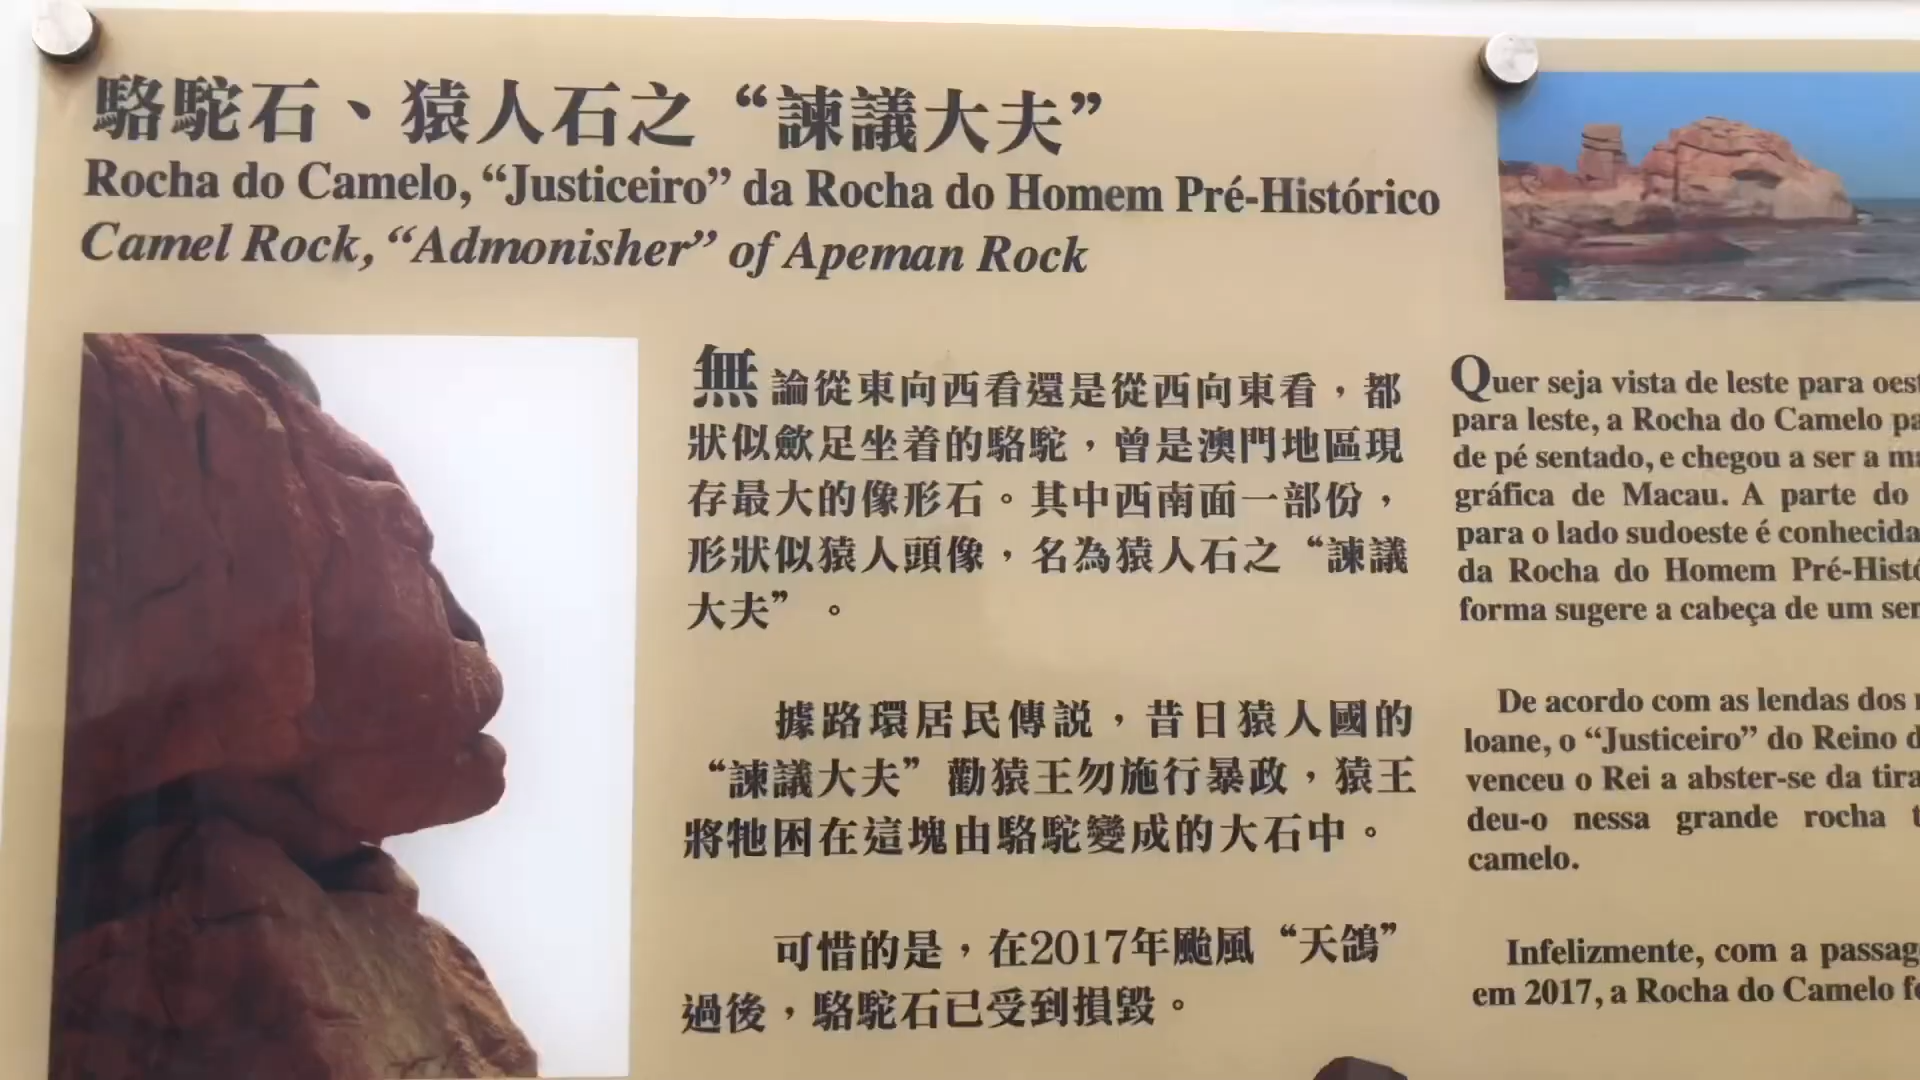 駱駝石、猿人石之“諫議大夫”
Rocha do Camelo, “Justiceiro” da Rocha do Homem Pré-Histórico
Camel Rock, “Admonisher” of Apeman Rock
無論從東向西看還是從西向東看，都
狀似歛足坐着的駱駝，曾是澳門地區現
存最大的像形石。其中西南面一部份，
形狀似猿人頭像，名為猿人石之“諫議
大夫”。
據路環居民傳說，昔日猿人國的
“諫議大夫”勸猿王勿施行暴政，猿王
將牠困在這塊由駱駝變成的大石中。
可惜的是，在2017年颱風“天鴿”
過後，駱駝石已受到損毀。
Quer seja vista de leste para oest
para leste, a Rocha do Camelo pa
de pé sentado, e chegou a ser a ma
gráfica de Macau. A parte do
para o lado sudoeste é conhecida
da Rocha do Homem Pré-Histó
forma sugere a cabeça de um ser
De acordo com as lendas dos
loane, o “Justiceiro” do Reino d
venceu o Rei a abster-se da tira
deu-o nessa grande rocha t
camelo.
Infelizmente, com a passag
em 2017, a Rocha do Camelo fo